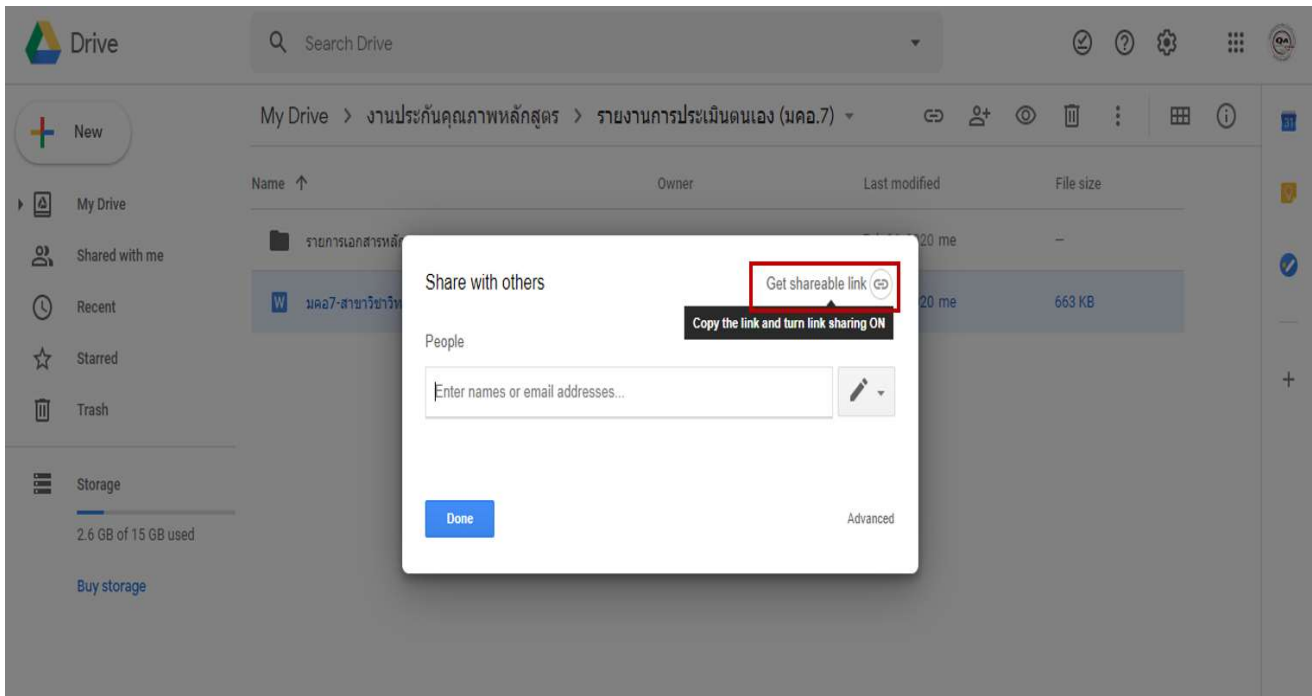 Drive
Search Drive
New
My Drive > งานประกันคุณภาพหลักสูตร > รายงานการประเมินตนเอง (มคอ.7)
Name Owner Last modified File size
My Drive
Shared with me
Recent
Starred
Trash
Storage
2.6 GB of 15 GB used
Buy storage
รายการเอกสารหลัก 20 me –
มคอ7-สาขาวิชาวิท 20 me 663 KB
Share with others
Get shareable link
Copy the link and turn link sharing ON
People
Enter names or email addresses...
Done
Advanced
31